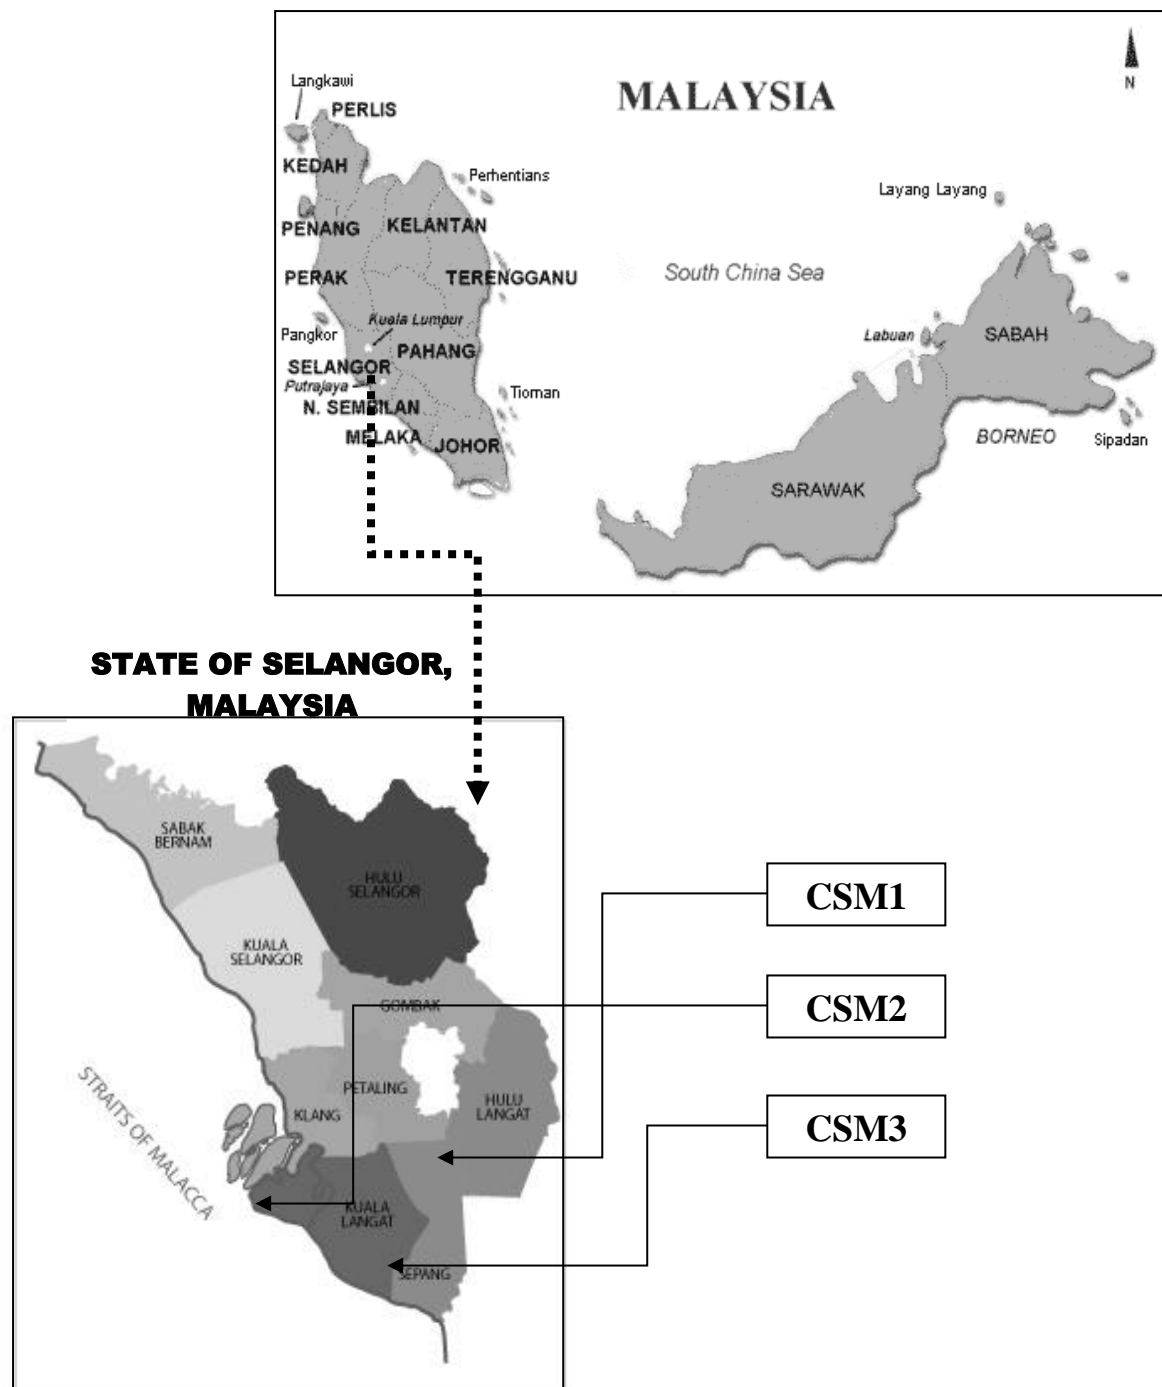 MALAYSIA
N
Langkawi
PERLIS
KEDAH
Perhentians
Layang Layang
PENANG
KELANTAN
PERAK
TERENGGANU
South China Sea
Kuala Lumpur
Pangkor
PAHANG
Labuan
SABAH
SELANGOR
Putrajaya
Tioman
N. SEMBILAN
MELAKA
JOHOR
BORNEO
Sipadan
SARAWAK
STATE OF SELANGOR,
MALAYSIA
SABAK
BERNAM
HULU
SELANGOR
CSM1
KUALA
SELANGOR
GOMBAK
CSM2
PETALING
KLANG
HULU
LANGAT
CSM3
STRAITS OF MALACCA
KUALA
LANGAT
SEPANG